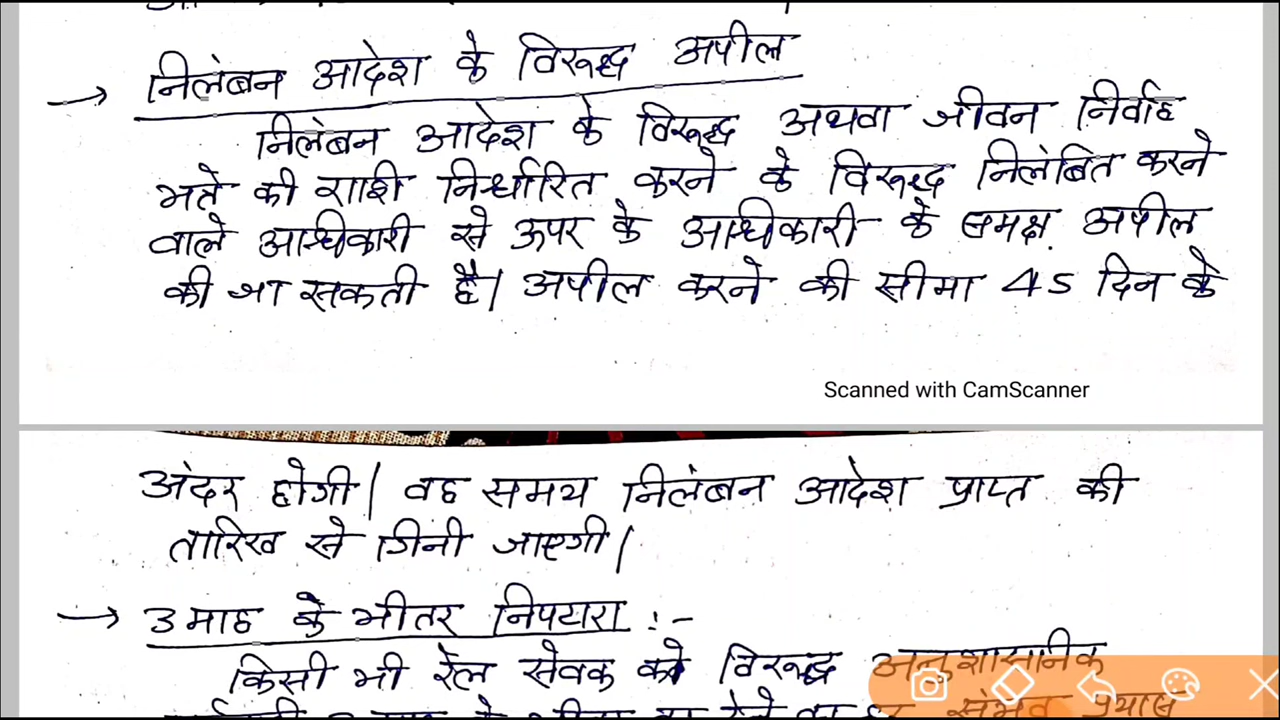 → निलंबन आदेश के विरूद्ध अपील
निलंबन आदेश के विरूद्ध अथवा जीवन निर्वाह
भत्ते की राशि निर्धारित करने के विरूद्ध निलंबित करने
वाले अधिकारी से ऊपर के अधिकारी के समक्ष अपील
की जा सकती है। अपील करने की सीमा 45 दिन के
Scanned with CamScanner
अंदर होगी। वह समय निलंबन आदेश प्राप्त की
तारिख से गिनी जाएगी।
→ 3 माह के भीतर निपटारा :-
किसी भी रेल सेवक के विरूद्ध अनुशासनिक